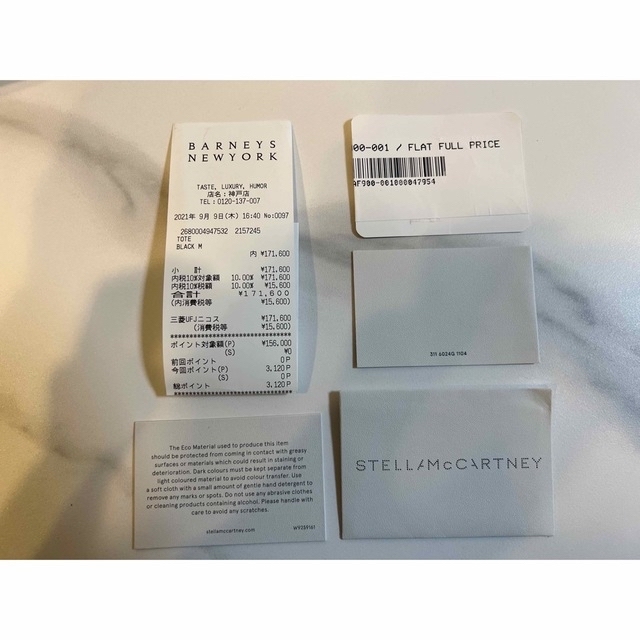 BARNEYS
NEWYORK
TASTE, LUXURY, HUMOR
店名：神戸店
TEL：0120-137-007
2021年 9月 9日(木) 16:40 No:0097
2680004947532 2157245
TOTE
BLACK M
内 ¥171,600
小 計 ¥171,600
内税10%対象額 10.00% ¥171,600
内税10%税額 10.00% ¥15,600
合計 ¥171,600
(内消費税等 ¥15,600)
三菱UFJニコス ¥171,600
(消費税等 ¥15,600)
ポイント対象額(P) ¥156,000
(S) ¥0
前回ポイント 0P
今回ポイント(P) 3,120P
(S) 0P
総ポイント 3,120P
00-001 / FLAT FULL PRICE
AF900-001000047954
311 6024Q 1104
The Eco Material used to produce this item
should be protected from coming in contact with greasy
surfaces or materials which could result in staining or
deterioration. Dark colours must be kept separate from
light coloured material to avoid colour transfer. Use
a soft cloth with a small amount of gentle hand detergent to
remove any marks or spots. Do not use any abrasive clothes
or cleaning products containing alcohol. Please handle with
care to avoid any scratches.
stellamccartney.com
W9239161
STELLAMcCARTNEY